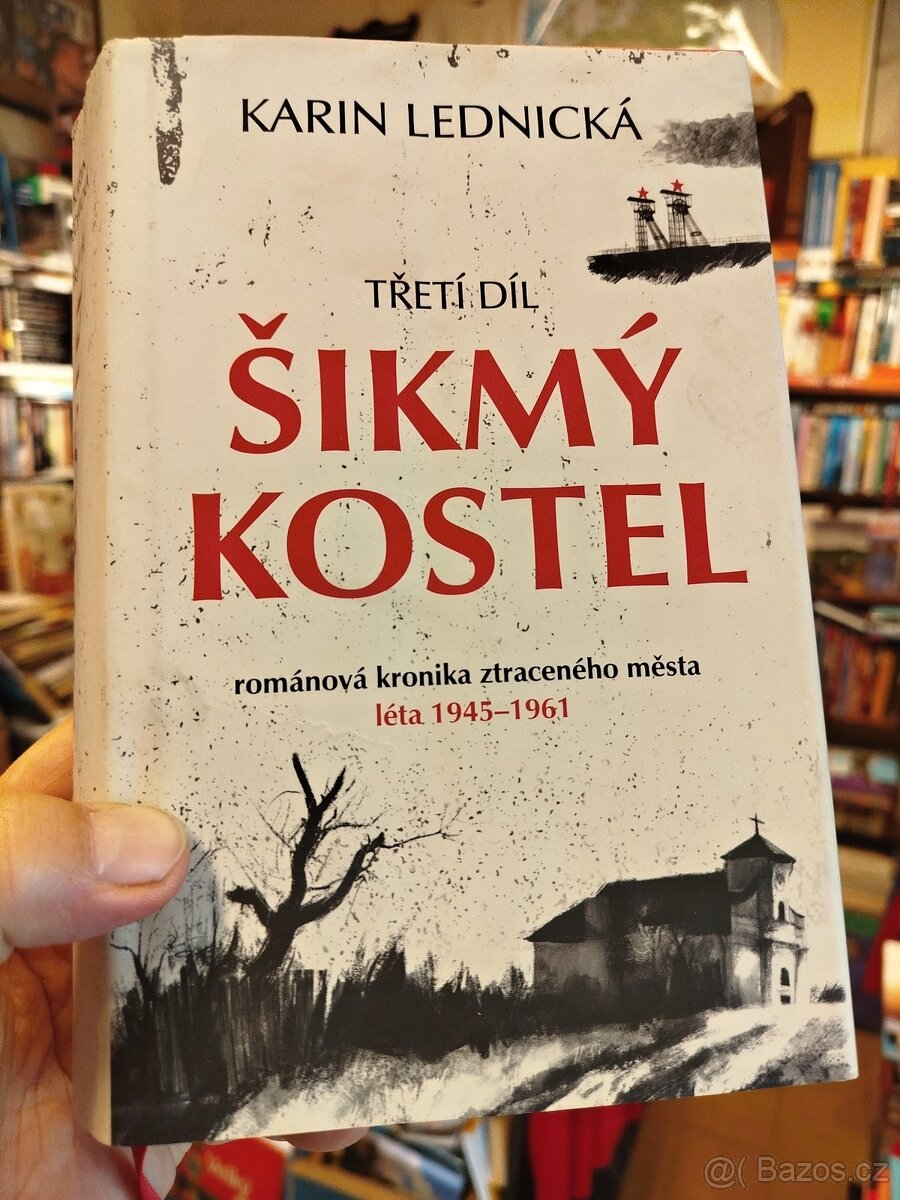 KARIN LEDNICKÁ
TŘETÍ DÍL
ŠIKMÝ
KOSTEL
románová kronika ztraceného města
léta 1945–1961
@( Bazos.cz